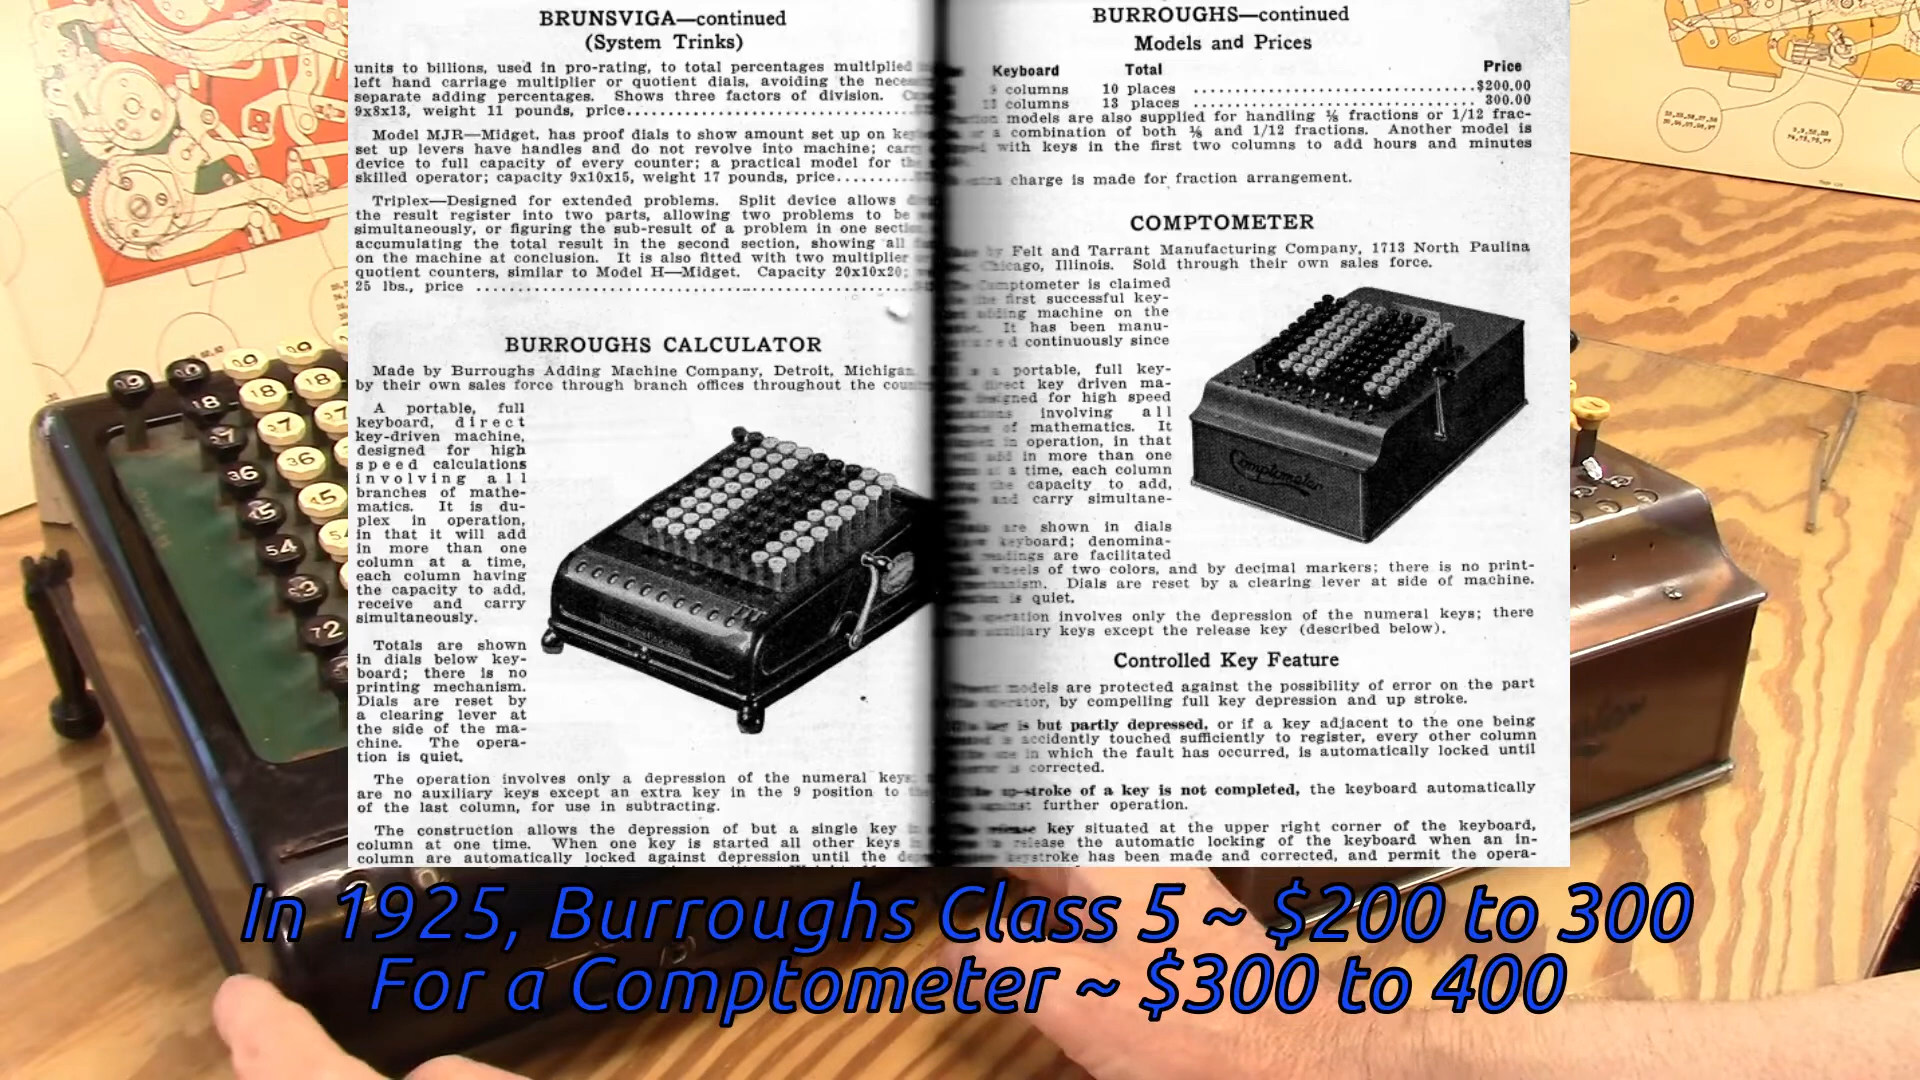 BRUNSVIGA—continued
(System Trinks)
units to billions, used in pro-rating, to total percentages multiplied
left hand carriage multiplier or quotient dials, avoiding the
separate adding percentages. Shows three factors of division.
9x8x13, weight 11 pounds, price
Model MJR—Midget, has proof dials to show amount set up on
set up levers have handles and do not revolve into machine;
device to full capacity of every counter; a practical model for
skilled operator; capacity 9x10x15, weight 17 pounds, price
Triplex—Designed for extended problems. Split device allows
the result register into two parts, allowing two problems to be
simultaneously, or figuring the sub-result of a problem in one
accumulating the total result in the second section, showing all
on the machine at conclusion. It is also fitted with two multiplier
quotient counters, similar to Model H—Midget. Capacity 20x10x20;
25 lbs., price
BURROUGHS CALCULATOR
Made by Burroughs Adding Machine Company, Detroit, Michigan.
by their own sales force through branch offices throughout the
A portable, full
keyboard, direct
key-driven machine,
designed for high
speed calculations
involving all
branches of mathe-
matics. It is du-
plex in operation,
in that it will add
in more than one
column at a time,
each column having
the capacity to add,
receive and carry
simultaneously.
Totals are shown
in dials below key-
board; there is no
printing mechanism.
Dials are reset by
a clearing lever at
the side of the ma-
chine. The opera-
tion is quiet.
The operation involves only a depression of the numeral keys;
are no auxiliary keys except an extra key in the 9 position to
of the last column, for use in subtracting.
The construction allows the depression of but a single key
column at one time. When one key is started all other keys
column are automatically locked against depression until the
BURROUGHS—continued
Models and Prices
Keyboard Total Price
9 columns 10 places $200.00
columns 13 places 300.00
models are also supplied for handling ⅛ fractions or 1/12 frac-
a combination of both ⅛ and 1/12 fractions. Another model is
with keys in the first two columns to add hours and minutes
charge is made for fraction arrangement.
COMPTOMETER
by Felt and Tarrant Manufacturing Company, 1713 North Paulina
Chicago, Illinois. Sold through their own sales force.
Comptometer is claimed
first successful key-
adding machine on the
It has been manu-
continuously since
a portable, full key-
direct key driven ma-
for high speed
involving all
of mathematics. It
in operation, in that
add in more than one
a time, each column
the capacity to add,
and carry simultane-
are shown in dials
keyboard; denomina-
are facilitated
wheels of two colors, and by decimal markers; there is no print-
Dials are reset by a clearing lever at side of machine.
is quiet.
operation involves only the depression of the numeral keys; there
auxiliary keys except the release key (described below).
Comptometer
Controlled Key Feature
models are protected against the possibility of error on the part
operator, by compelling full key depression and up stroke.
key is but partly depressed, or if a key adjacent to the one being
is accidently touched sufficiently to register, every other column
in which the fault has occurred, is automatically locked until
is corrected.
up-stroke of a key is not completed, the keyboard automatically
against further operation.
release key situated at the upper right corner of the keyboard,
release the automatic locking of the keyboard when an in-
keystroke has been made and corrected, and permit the opera-
In 1925, Burroughs Class 5 ~ $200 to 300
For a Comptometer ~ $300 to 400